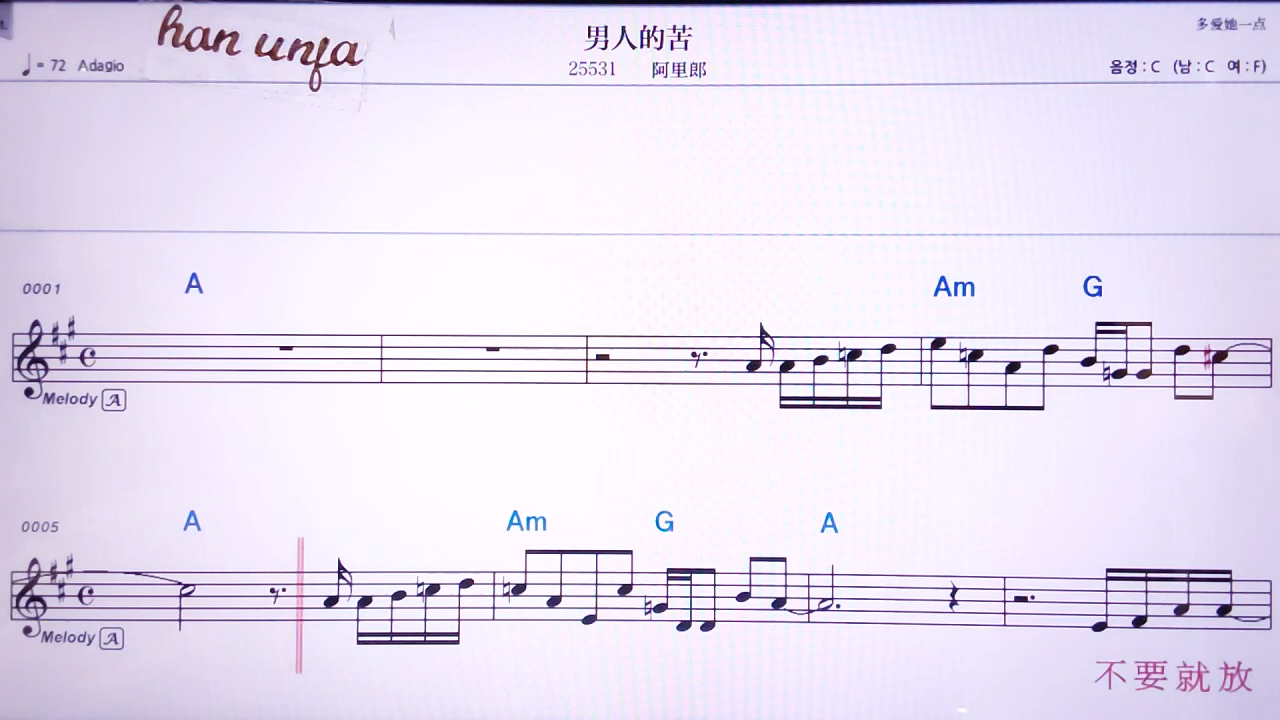 han unfa
男人的苦
多爱她一点
♩ = 72 Adagio
25531 阿里郎
음정 : C (남 : C 여 : F)
0001 A Am G
Melody A
0005 A Am G A
Melody A
不要就放